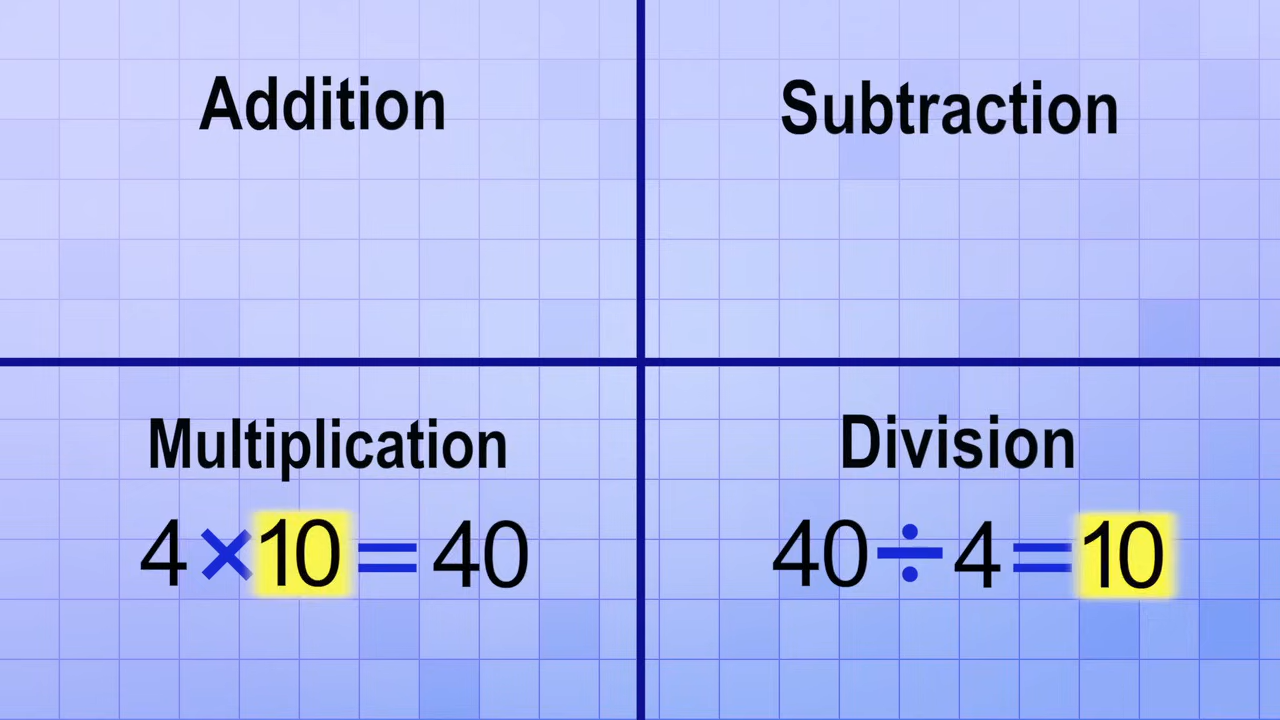 Addition
Subtraction
Multiplication
4×10=40
Division
40÷4=10